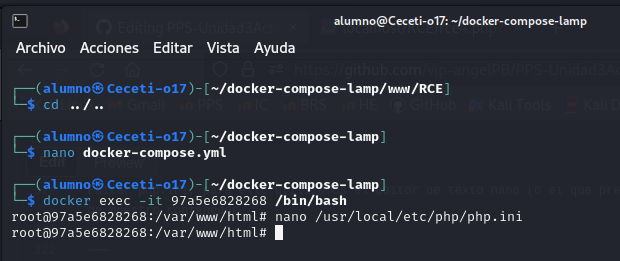 alumno@Ceceti-o17: ~/docker-compose-lamp
Archivo Acciones Editar Vista Ayuda
┌──(alumno㉿Ceceti-o17)-[~/docker-compose-lamp/www/RCE]
└─$ cd ../..
┌──(alumno㉿Ceceti-o17)-[~/docker-compose-lamp]
└─$ nano docker-compose.yml
┌──(alumno㉿Ceceti-o17)-[~/docker-compose-lamp]
└─$ docker exec -it 97a5e6828268 /bin/bash
root@97a5e6828268:/var/www/html# nano /usr/local/etc/php/php.ini
root@97a5e6828268:/var/www/html#